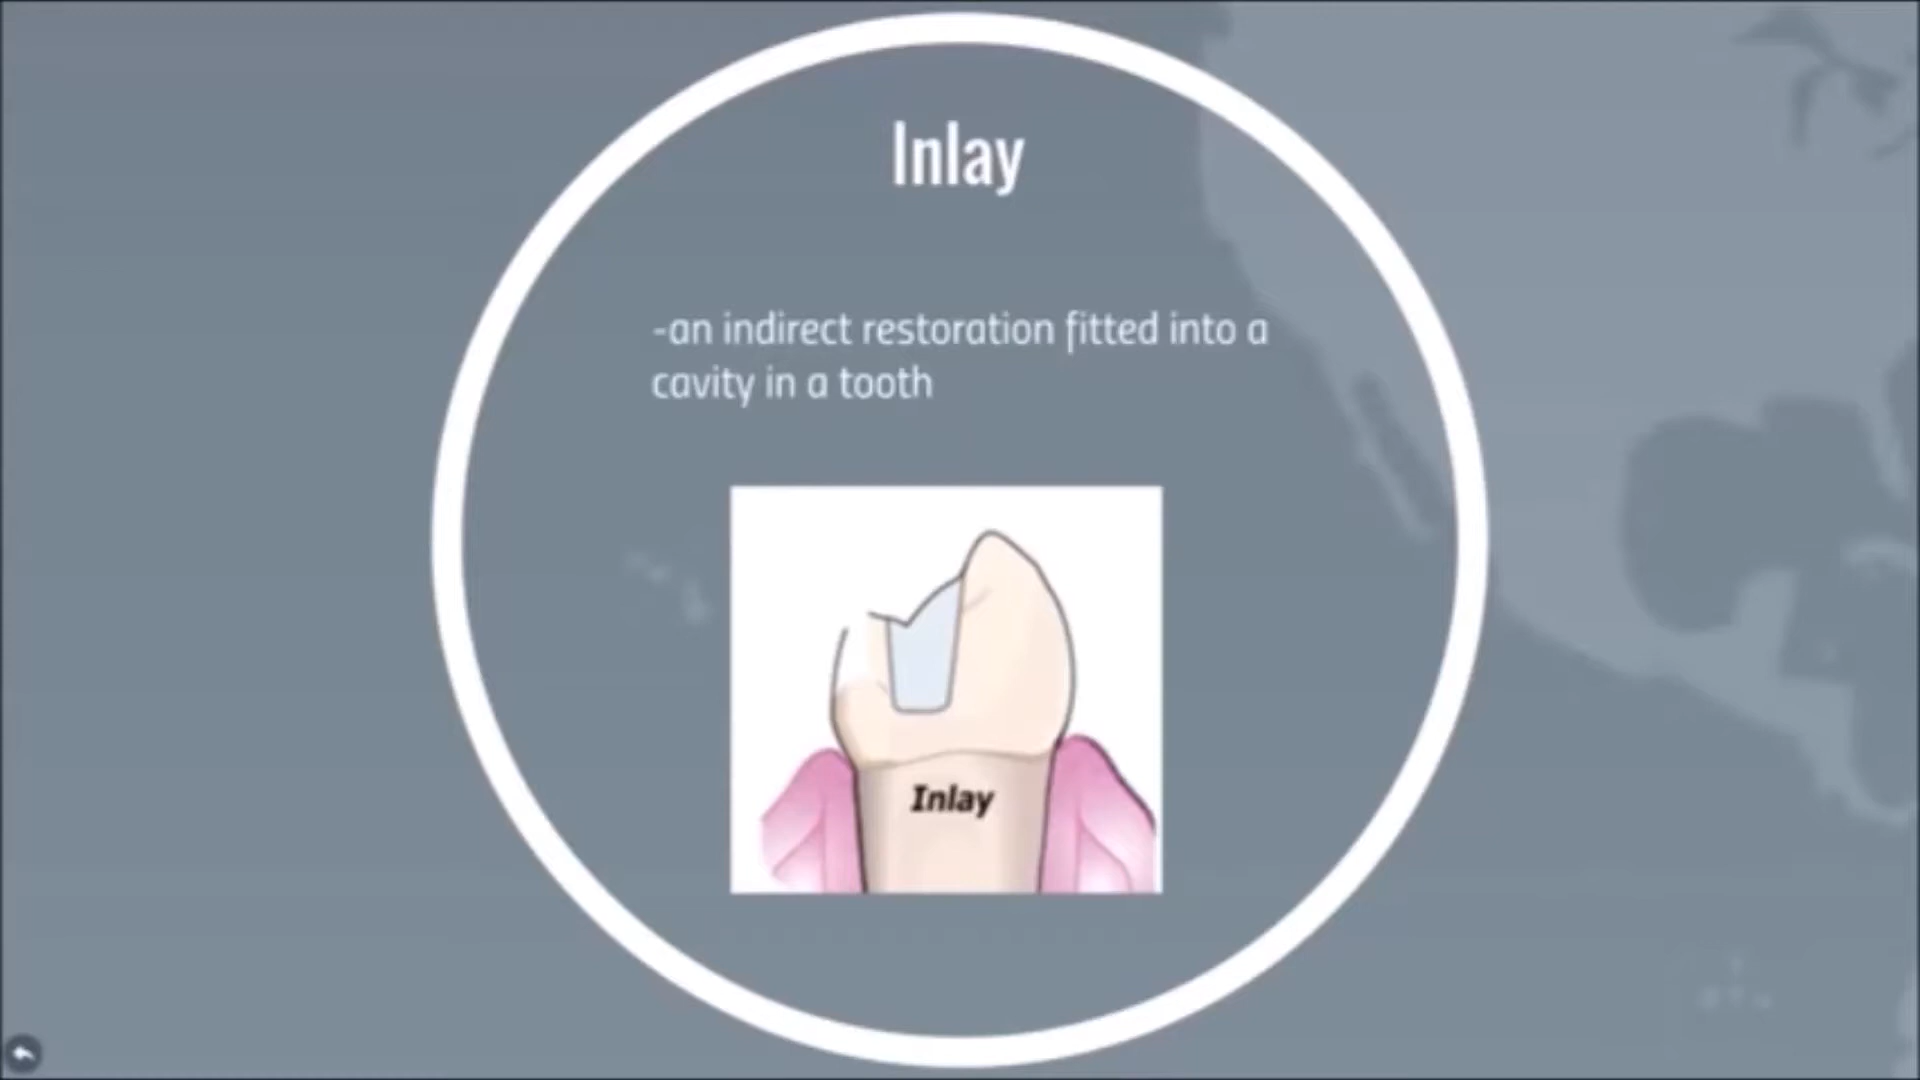 Inlay
-an indirect restoration fitted into a
cavity in a tooth
Inlay